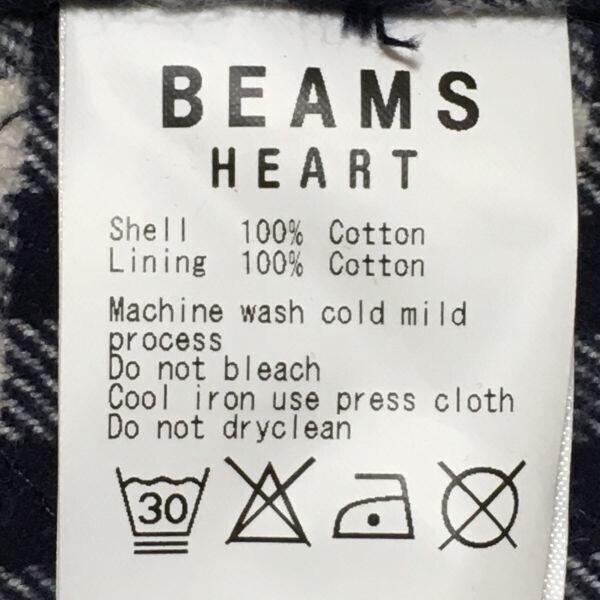 BEAMS
HEART
Shell 100% Cotton
Lining 100% Cotton
Machine wash cold mild
process
Do not bleach
Cool iron use press cloth
Do not dryclean
30